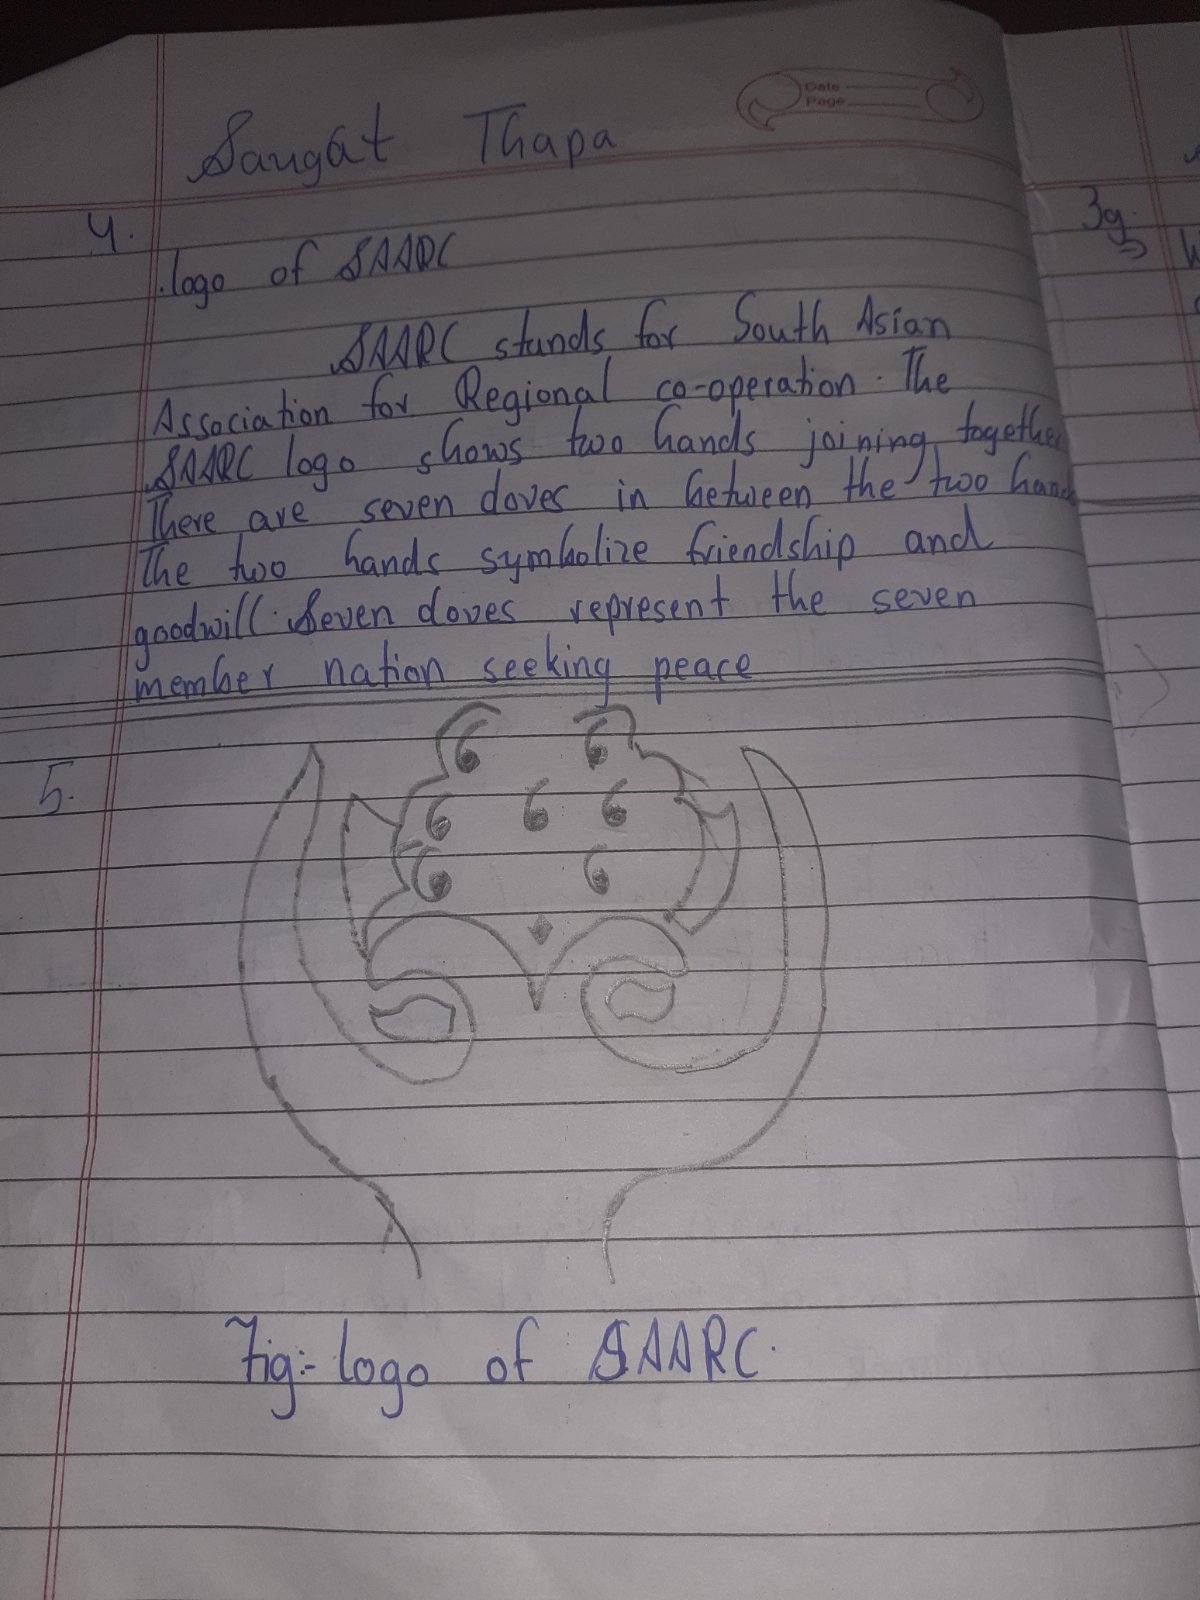 Date
Page
Saugat Thapa
4.
logo of SAARC
SAARC stands for South Asian
Association for Regional co-operation. The
SAARC logo shows two hands joining together
There are seven doves in between the two hands
The two hands symbolize friendship and
goodwill. Seven doves represent the seven
member nation seeking peace
5.
Fig:- logo of SAARC.
3g.